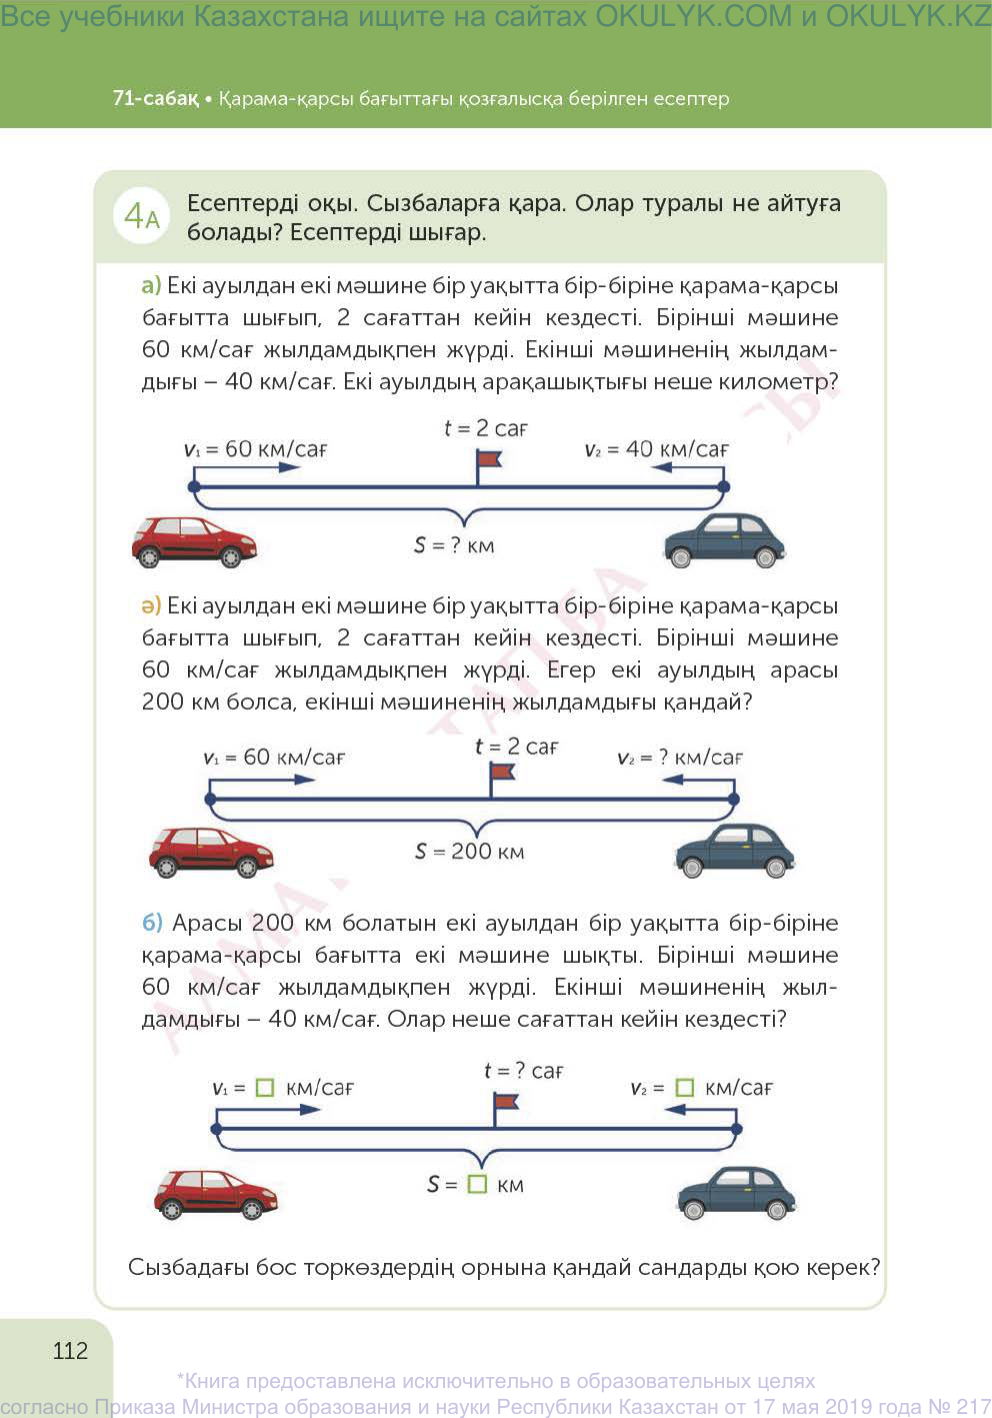 Все учебники Казахстана ищите на сайтах OKULYK.COM и OKULYK.KZ
71-сабақ • Қарама-қарсы бағыттағы қозғалысқа берілген есептер
4А
Есептерді оқы. Сызбаларға қара. Олар туралы не айтуға
болады? Есептерді шығар.
а) Екі ауылдан екі мәшине бір уақытта бір-біріне қарама-қарсы
бағытта шығып, 2 сағаттан кейін кездесті. Бірінші мәшине
60 км/сағ жылдамдықпен жүрді. Екінші мәшиненің жылдам-
дығы – 40 км/сағ. Екі ауылдың арақашықтығы неше километр?
t = 2 сағ
v₁ = 60 км/сағ
v₂ = 40 км/сағ
S = ? км
ә) Екі ауылдан екі мәшине бір уақытта бір-біріне қарама-қарсы
бағытта шығып, 2 сағаттан кейін кездесті. Бірінші мәшине
60 км/сағ жылдамдықпен жүрді. Егер екі ауылдың арасы
200 км болса, екінші мәшиненің жылдамдығы қандай?
t = 2 сағ
v₁ = 60 км/сағ
v₂ = ? км/сағ
S = 200 км
б) Арасы 200 км болатын екі ауылдан бір уақытта бір-біріне
қарама-қарсы бағытта екі мәшине шықты. Бірінші мәшине
60 км/сағ жылдамдықпен жүрді. Екінші мәшиненің жыл-
дамдығы – 40 км/сағ. Олар неше сағаттан кейін кездесті?
t = ? сағ
v₁ = □ км/сағ
v₂ = □ км/сағ
S = □ км
Сызбадағы бос торкөздердің орнына қандай сандарды қою керек?
112
*Книга предоставлена исключительно в образовательных целях
согласно Приказа Министра образования и науки Республики Казахстан от 17 мая 2019 года № 217